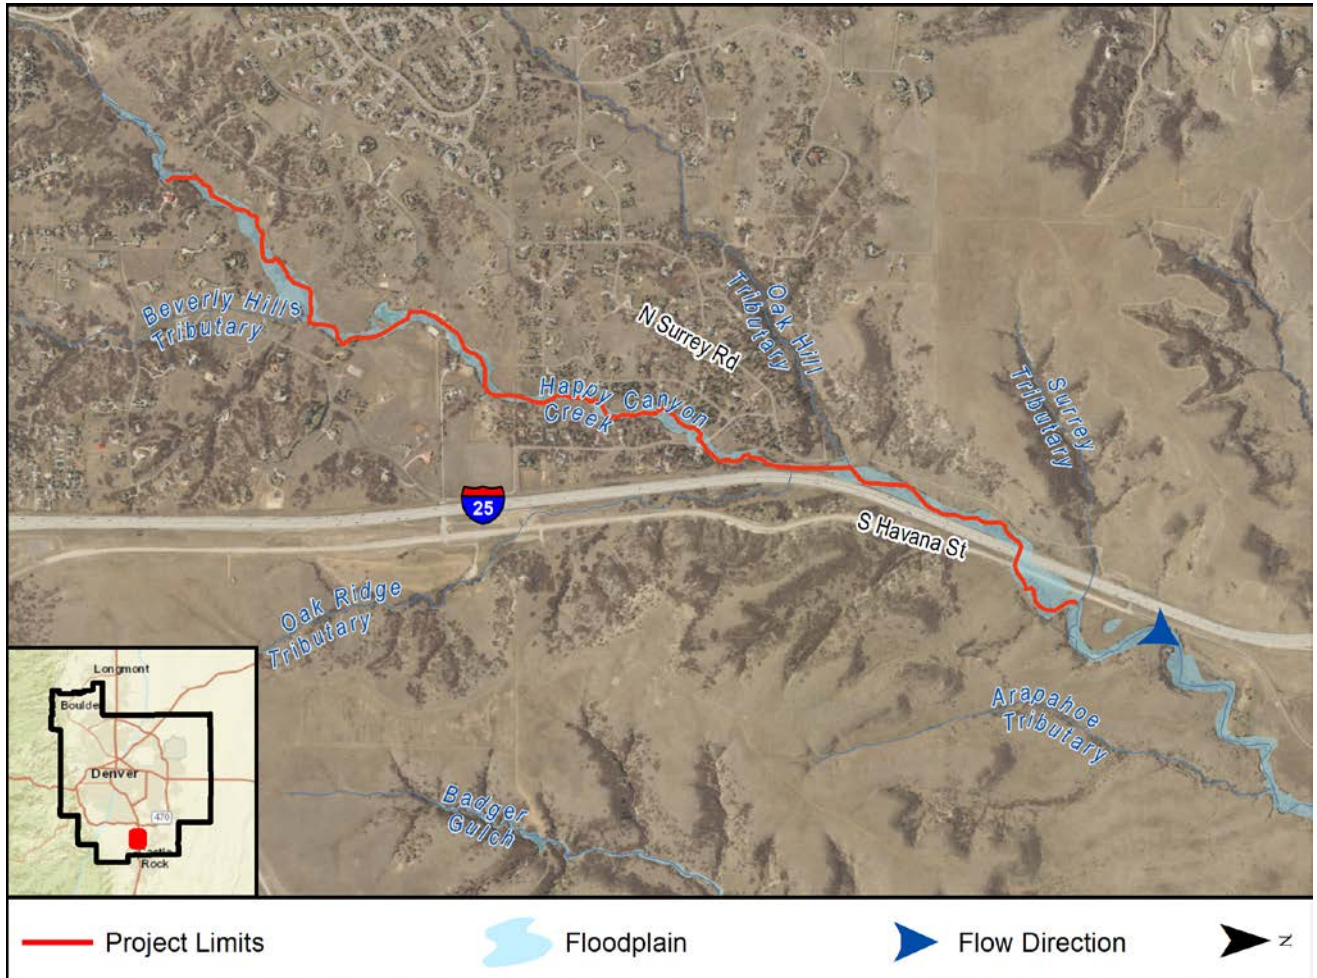 Beverly Hills
Tributary
N Surrey Rd
Oak Hill
Tributary
Happy Canyon
Creek
Surrey
Tributary
25
S Havana St
Oak Ridge
Tributary
Arapahoe
Tributary
Badger
Gulch
Longmont
Boulder
Denver
470
Rock
Project Limits
Floodplain
Flow Direction
N